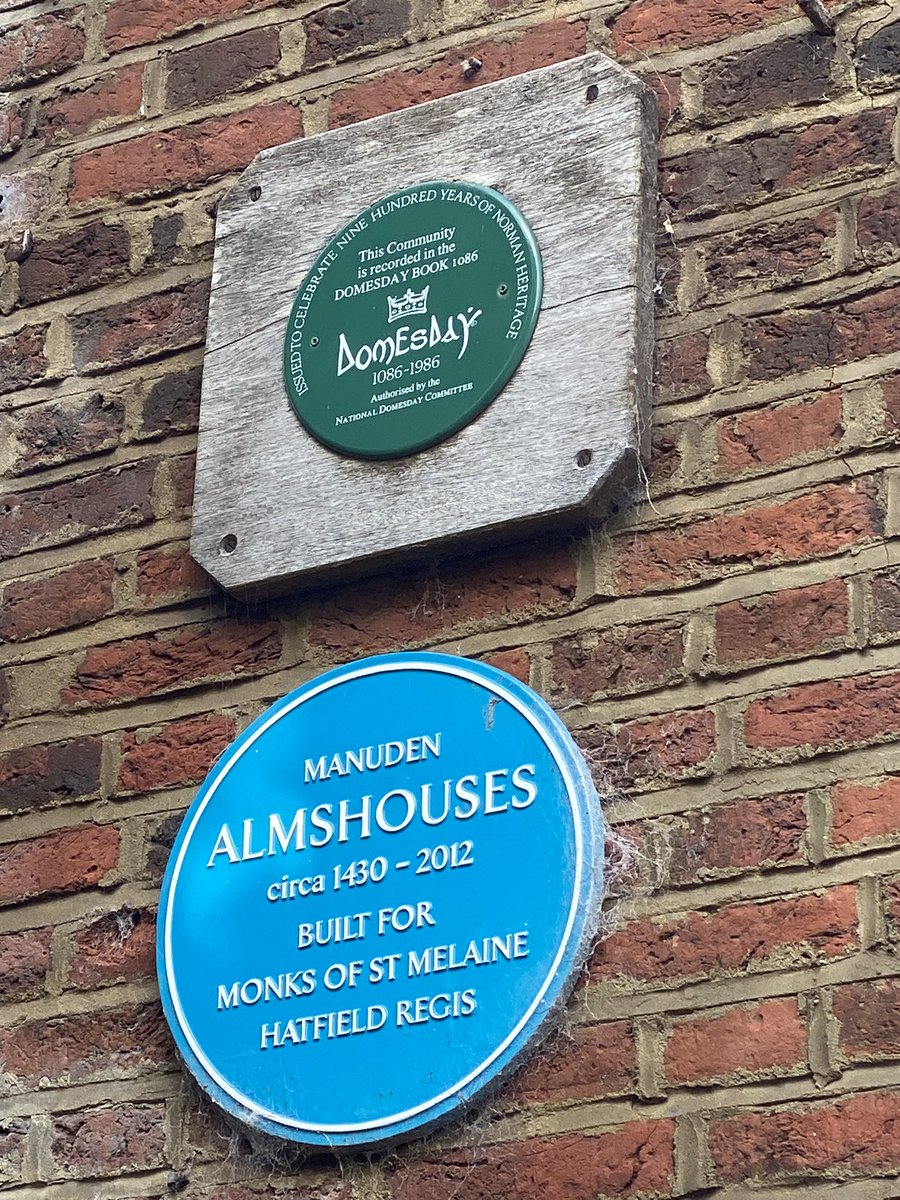 ISSUED TO CELEBRATE NINE HUNDRED YEARS OF NORMAN HERITAGE
This Community
is recorded in the
DOMESDAY BOOK 1086
DOMESDAY
1086-1986
Authorised by the
NATIONAL DOMESDAY COMMITTEE
MANUDEN
ALMSHOUSES
circa 1430 - 2012
BUILT FOR
MONKS OF ST MELAINE
HATFIELD REGIS